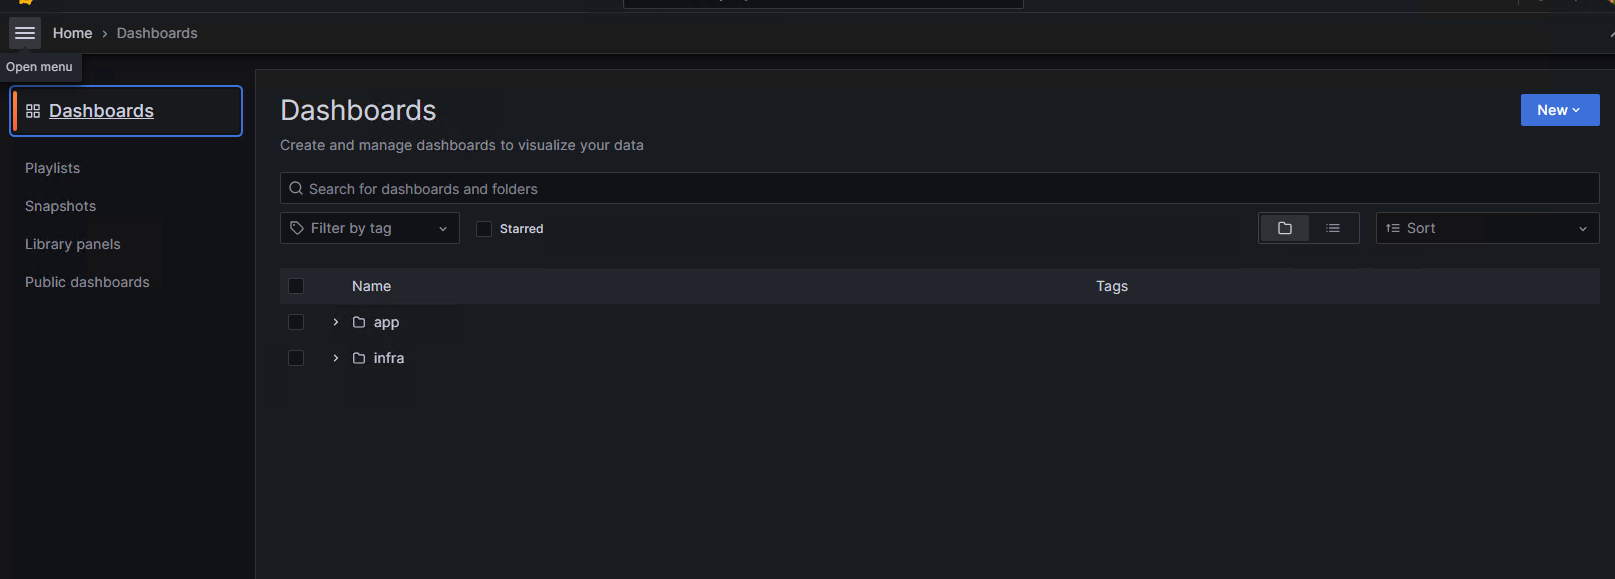 Home › Dashboards
Open menu
Dashboards
Playlists
Snapshots
Library panels
Public dashboards
Dashboards
New
Create and manage dashboards to visualize your data
Search for dashboards and folders
Filter by tag
Starred
Sort
Name Tags
app
infra